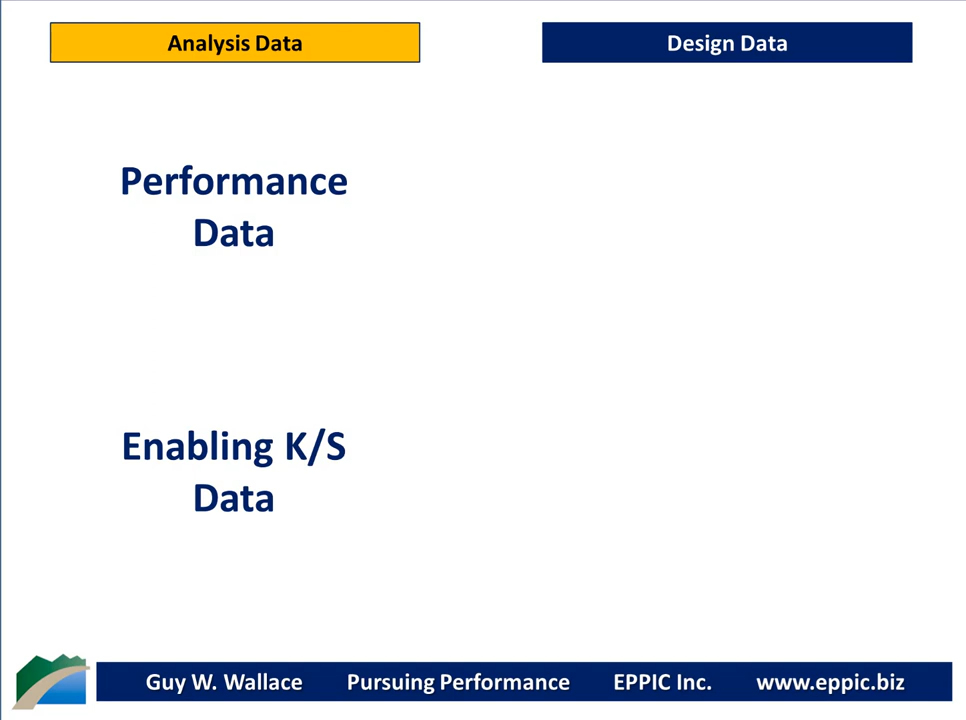 Analysis Data
Design Data
Performance
Data
Enabling K/S
Data
Guy W. Wallace Pursuing Performance EPPIC Inc. www.eppic.biz